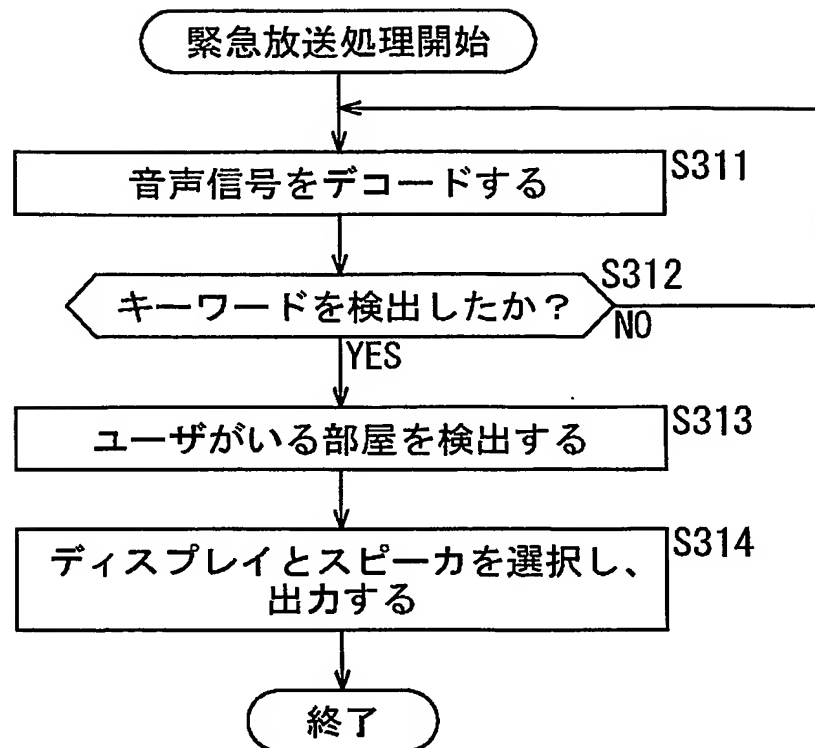 緊急放送処理開始
音声信号をデコードする
S311
キーワードを検出したか?
S312
NO
YES
ユーザがいる部屋を検出する
S313
ディスプレイとスピーカを選択し、
出力する
S314
終了